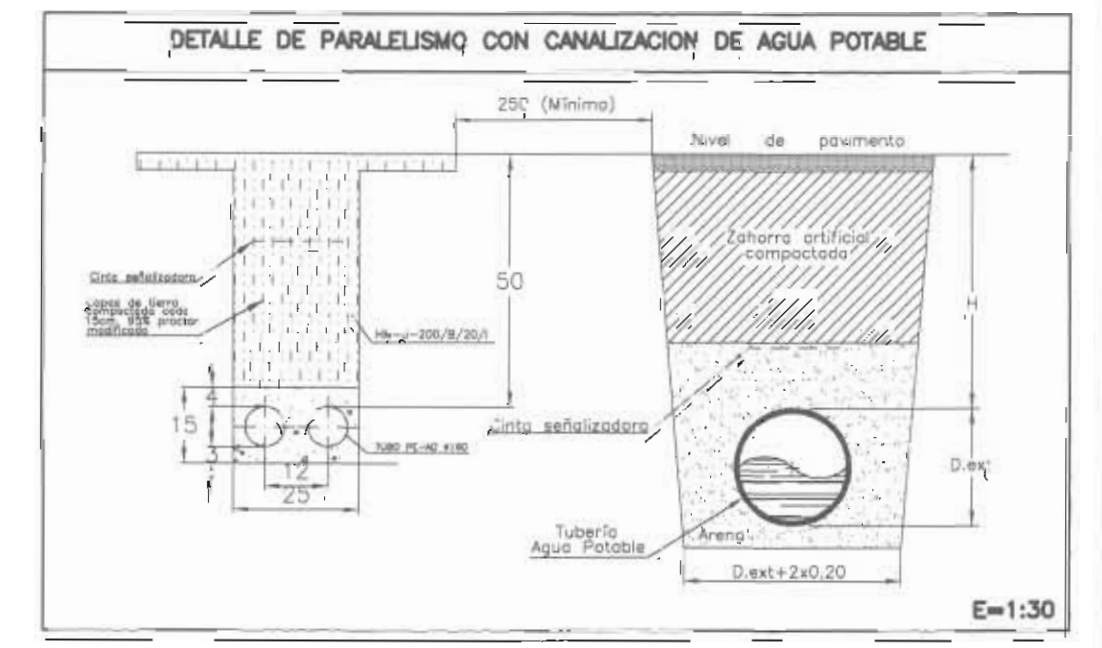 DETALLE DE PARALELISMO CON CANALIZACION DE AGUA POTABLE
250 (Mínimo)
Nivel de pavimento
Zahorra artificial
compactada
Cinta señalizadora
capas de tierra
compactada cada
15cm, 95% proctor
modificado
50
H
-200/B/20/I
4
15
3
12
25
TUBO PE-AD
Cinta señalizadora
D.ext
Tubería
Agua Potable
Arena
D.ext+2x0,20
E=1:30